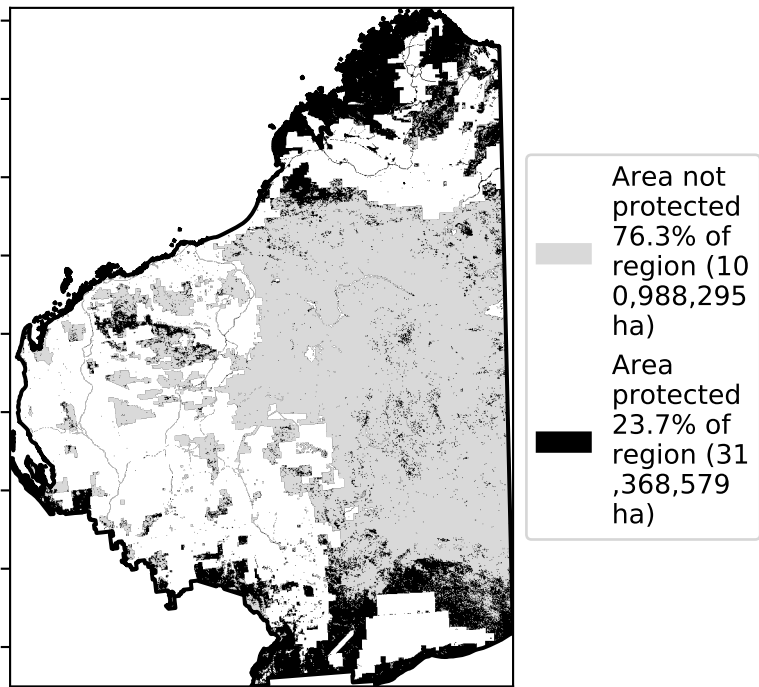 Area not
protected
76.3% of
region (10
0,988,295
ha)
Area
protected
23.7% of
region (31
,368,579
ha)